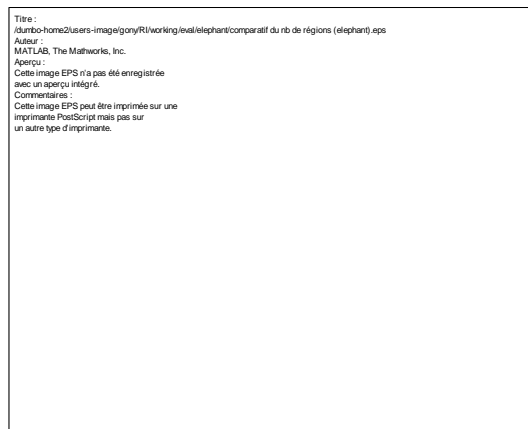 Titre :
/dumbo-home2/users-image/gony/RI/working/eval/elephant/comparatif du nb de régions (elephant).eps
Auteur :
MATLAB, The Mathworks, Inc.
Aperçu :
Cette image EPS n'a pas été enregistrée
avec un aperçu intégré.
Commentaires :
Cette image EPS peut être imprimée sur une
imprimante PostScript mais pas sur
un autre type d'imprimante.